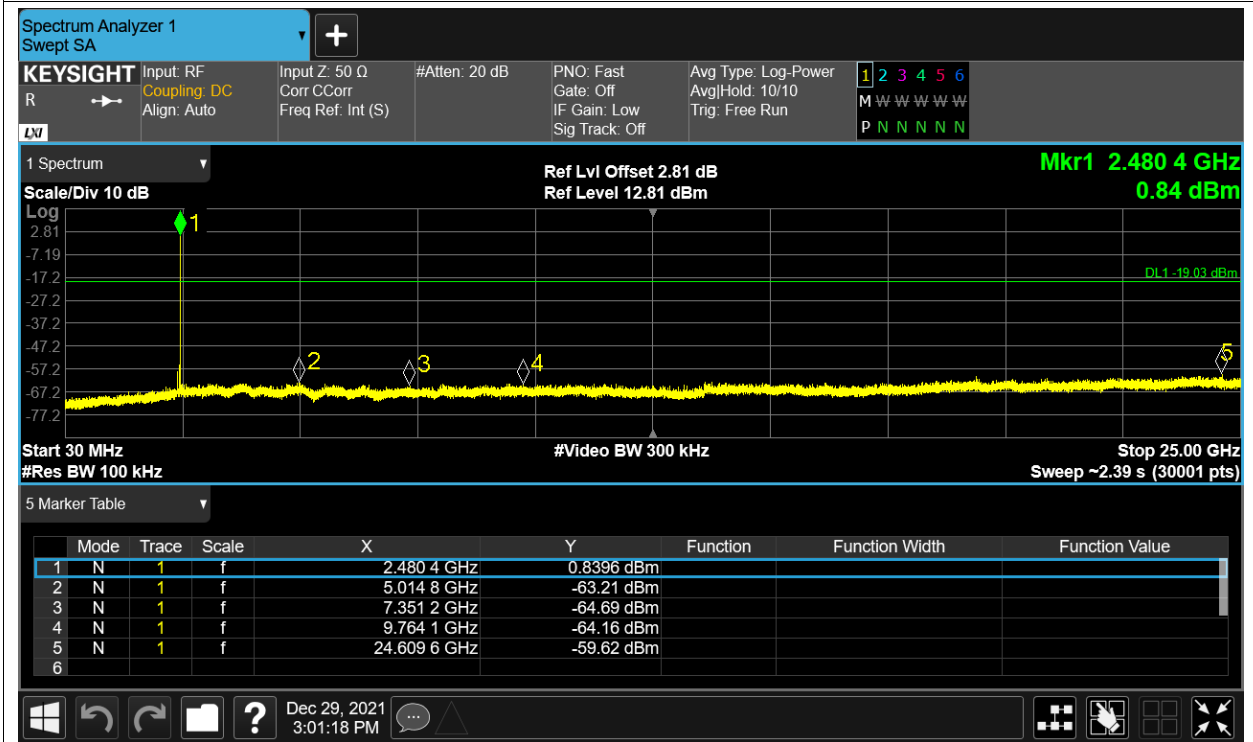 Spectrum Analyzer 1
Swept SA
+
KEYSIGHT Input: RF Input Z: 50 Ω #Atten: 20 dB PNO: Fast Avg Type: Log-Power 1 2 3 4 5 6
R Coupling: DC Corr CCorr Gate: Off Avg|Hold: 10/10 M W W W W W
Align: Auto Freq Ref: Int (S) IF Gain: Low Trig: Free Run
LXI Sig Track: Off P N N N N N
1 Spectrum Ref Lvl Offset 2.81 dB Mkr1 2.480 4 GHz
Scale/Div 10 dB Ref Level 12.81 dBm 0.84 dBm
Log
1
2.81
-7.19
-17.2 DL1 -19.03 dBm
-27.2
-37.2
-47.2
2 3 4 5
-57.2
-67.2
-77.2
Start 30 MHz #Video BW 300 kHz Stop 25.00 GHz
#Res BW 100 kHz Sweep ~2.39 s (30001 pts)
5 Marker Table
Mode Trace Scale X Y Function Function Width Function Value
1 N 1 f 2.480 4 GHz 0.8396 dBm
2 N 1 f 5.014 8 GHz -63.21 dBm
3 N 1 f 7.351 2 GHz -64.69 dBm
4 N 1 f 9.764 1 GHz -64.16 dBm
5 N 1 f 24.609 6 GHz -59.62 dBm
6
? Dec 29, 2021
3:01:18 PM